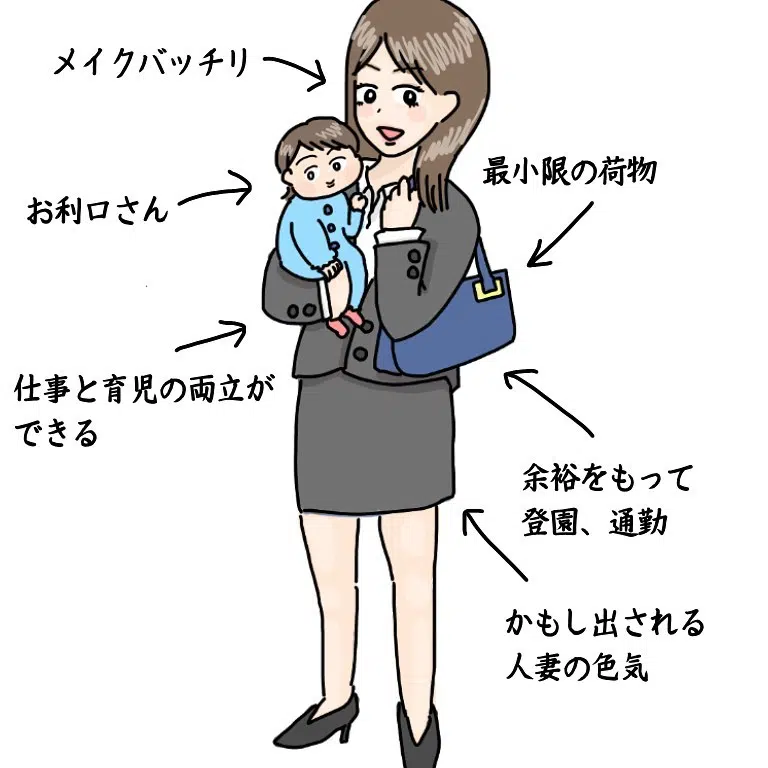 メイクバッチリ
最小限の荷物
お利口さん
仕事と育児の両立が
できる
余裕をもって
登園、通勤
かもし出される
人妻の色気